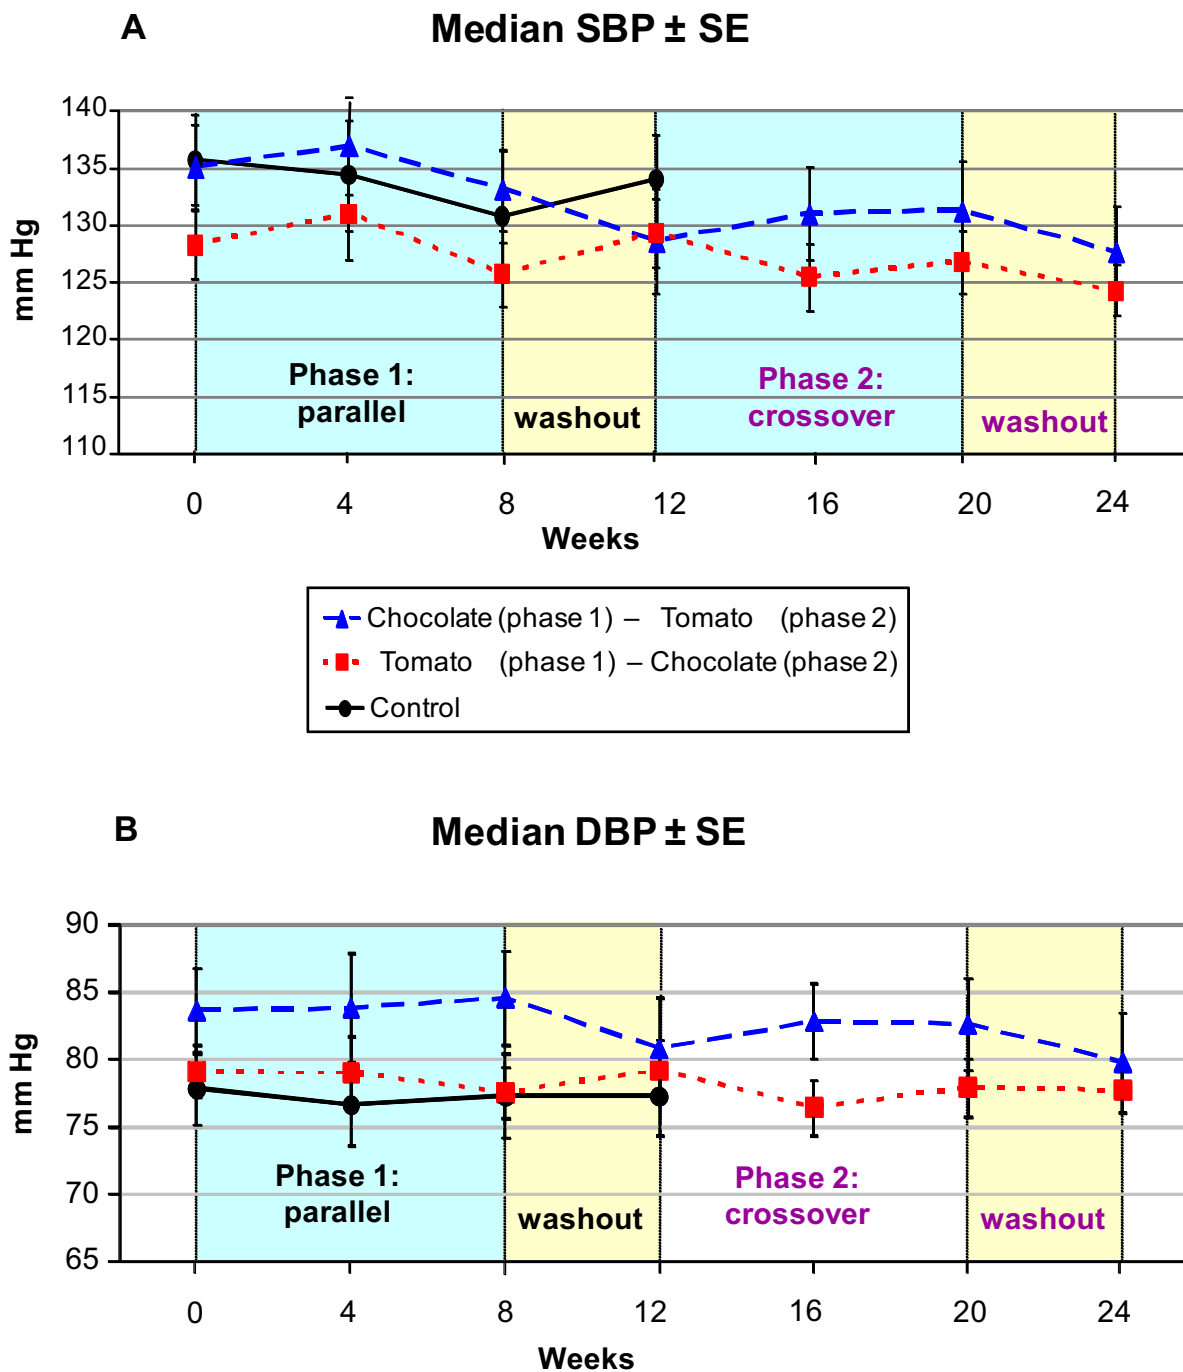 A
Median SBP ± SE
mm Hg
140
135
130
125
120
115
110
Phase 1:
parallel
washout
Phase 2:
crossover
washout
0 4 8 12 16 20 24
Weeks
Chocolate (phase 1) – Tomato (phase 2)
Tomato (phase 1) – Chocolate (phase 2)
Control
B
Median DBP ± SE
mm Hg
90
85
80
75
70
65
Phase 1:
parallel
washout
Phase 2:
crossover
washout
0 4 8 12 16 20 24
Weeks